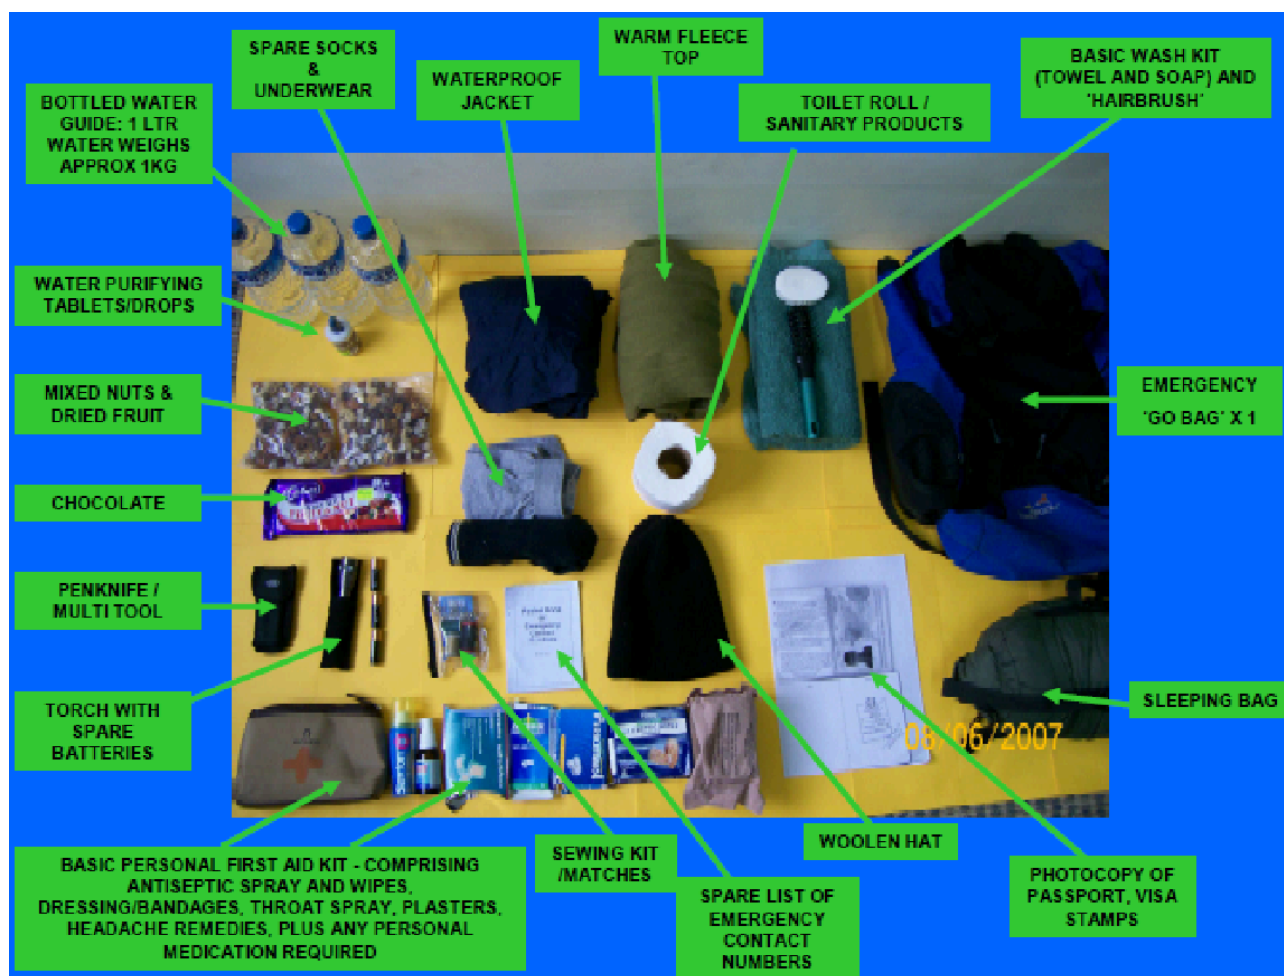 SPARE SOCKS
&
UNDERWEAR
WARM FLEECE
TOP
BASIC WASH KIT
(TOWEL AND SOAP) AND
'HAIRBRUSH'
WATERPROOF
JACKET
TOILET ROLL /
SANITARY PRODUCTS
BOTTLED WATER
GUIDE: 1 LTR
WATER WEIGHS
APPROX 1KG
WATER PURIFYING
TABLETS/DROPS
MIXED NUTS &
DRIED FRUIT
EMERGENCY
'GO BAG' X 1
CHOCOLATE
PENKNIFE /
MULTI TOOL
TORCH WITH
SPARE
BATTERIES
SLEEPING BAG
08/06/2007
BASIC PERSONAL FIRST AID KIT - COMPRISING
ANTISEPTIC SPRAY AND WIPES,
DRESSING/BANDAGES, THROAT SPRAY, PLASTERS,
HEADACHE REMEDIES, PLUS ANY PERSONAL
MEDICATION REQUIRED
SEWING KIT
/MATCHES
SPARE LIST OF
EMERGENCY
CONTACT
NUMBERS
WOOLEN HAT
PHOTOCOPY OF
PASSPORT, VISA
STAMPS